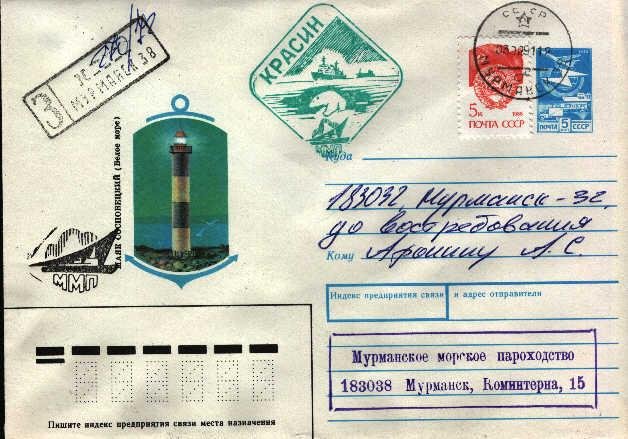 З
МУРМАНСК 38
КРАСИН
СССР
5к 1988
ПОЧТА СССР
ПОЧТА 5к СССР
МАЯК СОСНОВЕЦКИЙ (Белое море)
ММП
Куда
183032, Мурманск-32
до востребования
Кому Афонину А.С.
Индекс предприятия связи и адрес отправителя
Мурманское морское пароходство
183038 Мурманск, Коминтерна, 15
Пишите индекс предприятия связи места назначения